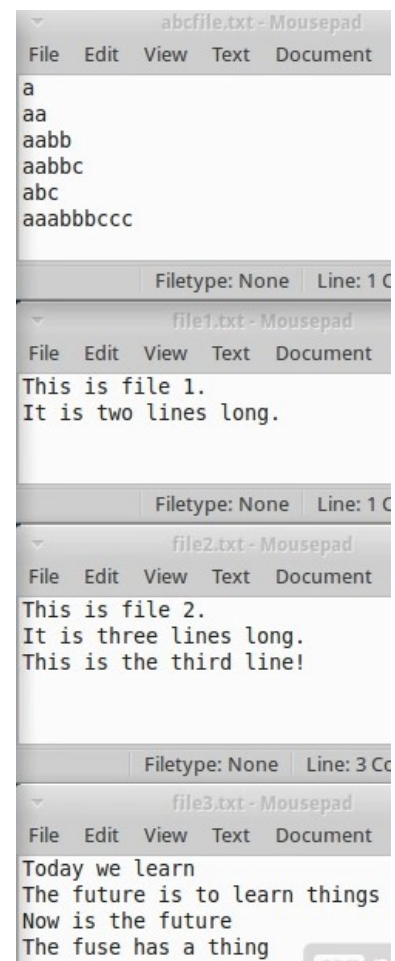 abcfile.txt - Mousepad
File Edit View Text Document
a
aa
aabb
aabbc
abc
aaabbbccc
Filetype: None Line: 1 C
file1.txt - Mousepad
File Edit View Text Document
This is file 1.
It is two lines long.
Filetype: None Line: 1 C
file2.txt - Mousepad
File Edit View Text Document
This is file 2.
It is three lines long.
This is the third line!
Filetype: None Line: 3 Co
file3.txt - Mousepad
File Edit View Text Document
Today we learn
The future is to learn things
Now is the future
The fuse has a thing